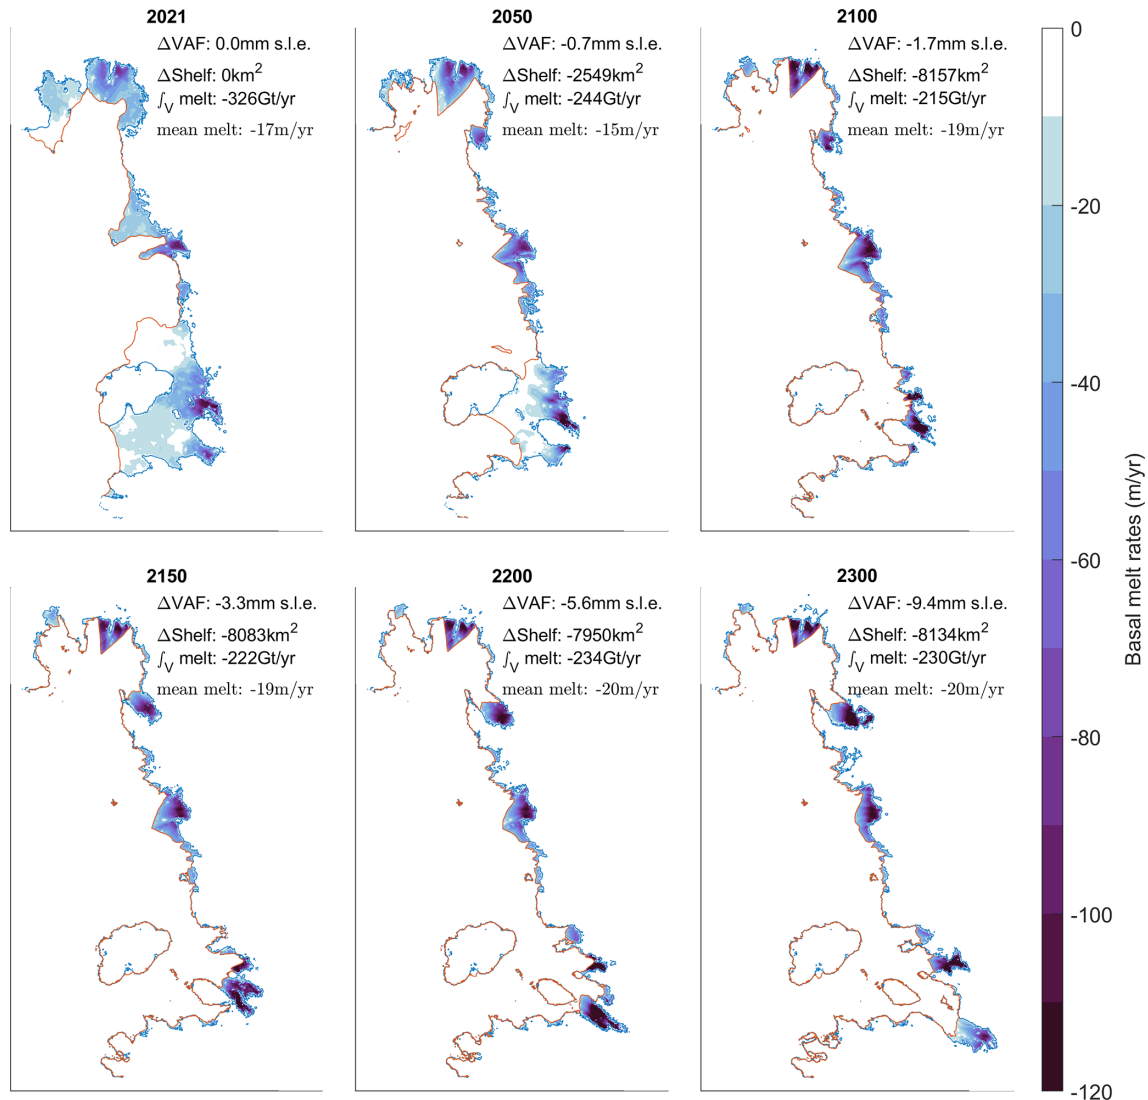 2021
ΔVAF: 0.0mm s.l.e.
ΔShelf: 0km²
∫V melt: -326Gt/yr
mean melt: -17m/yr
2050
ΔVAF: -0.7mm s.l.e.
ΔShelf: -2549km²
∫V melt: -244Gt/yr
mean melt: -15m/yr
2100
ΔVAF: -1.7mm s.l.e.
ΔShelf: -8157km²
∫V melt: -215Gt/yr
mean melt: -19m/yr
2150
ΔVAF: -3.3mm s.l.e.
ΔShelf: -8083km²
∫V melt: -222Gt/yr
mean melt: -19m/yr
2200
ΔVAF: -5.6mm s.l.e.
ΔShelf: -7950km²
∫V melt: -234Gt/yr
mean melt: -20m/yr
2300
ΔVAF: -9.4mm s.l.e.
ΔShelf: -8134km²
∫V melt: -230Gt/yr
mean melt: -20m/yr
0
-20
-40
-60
-80
-100
-120
Basal melt rates (m/yr)